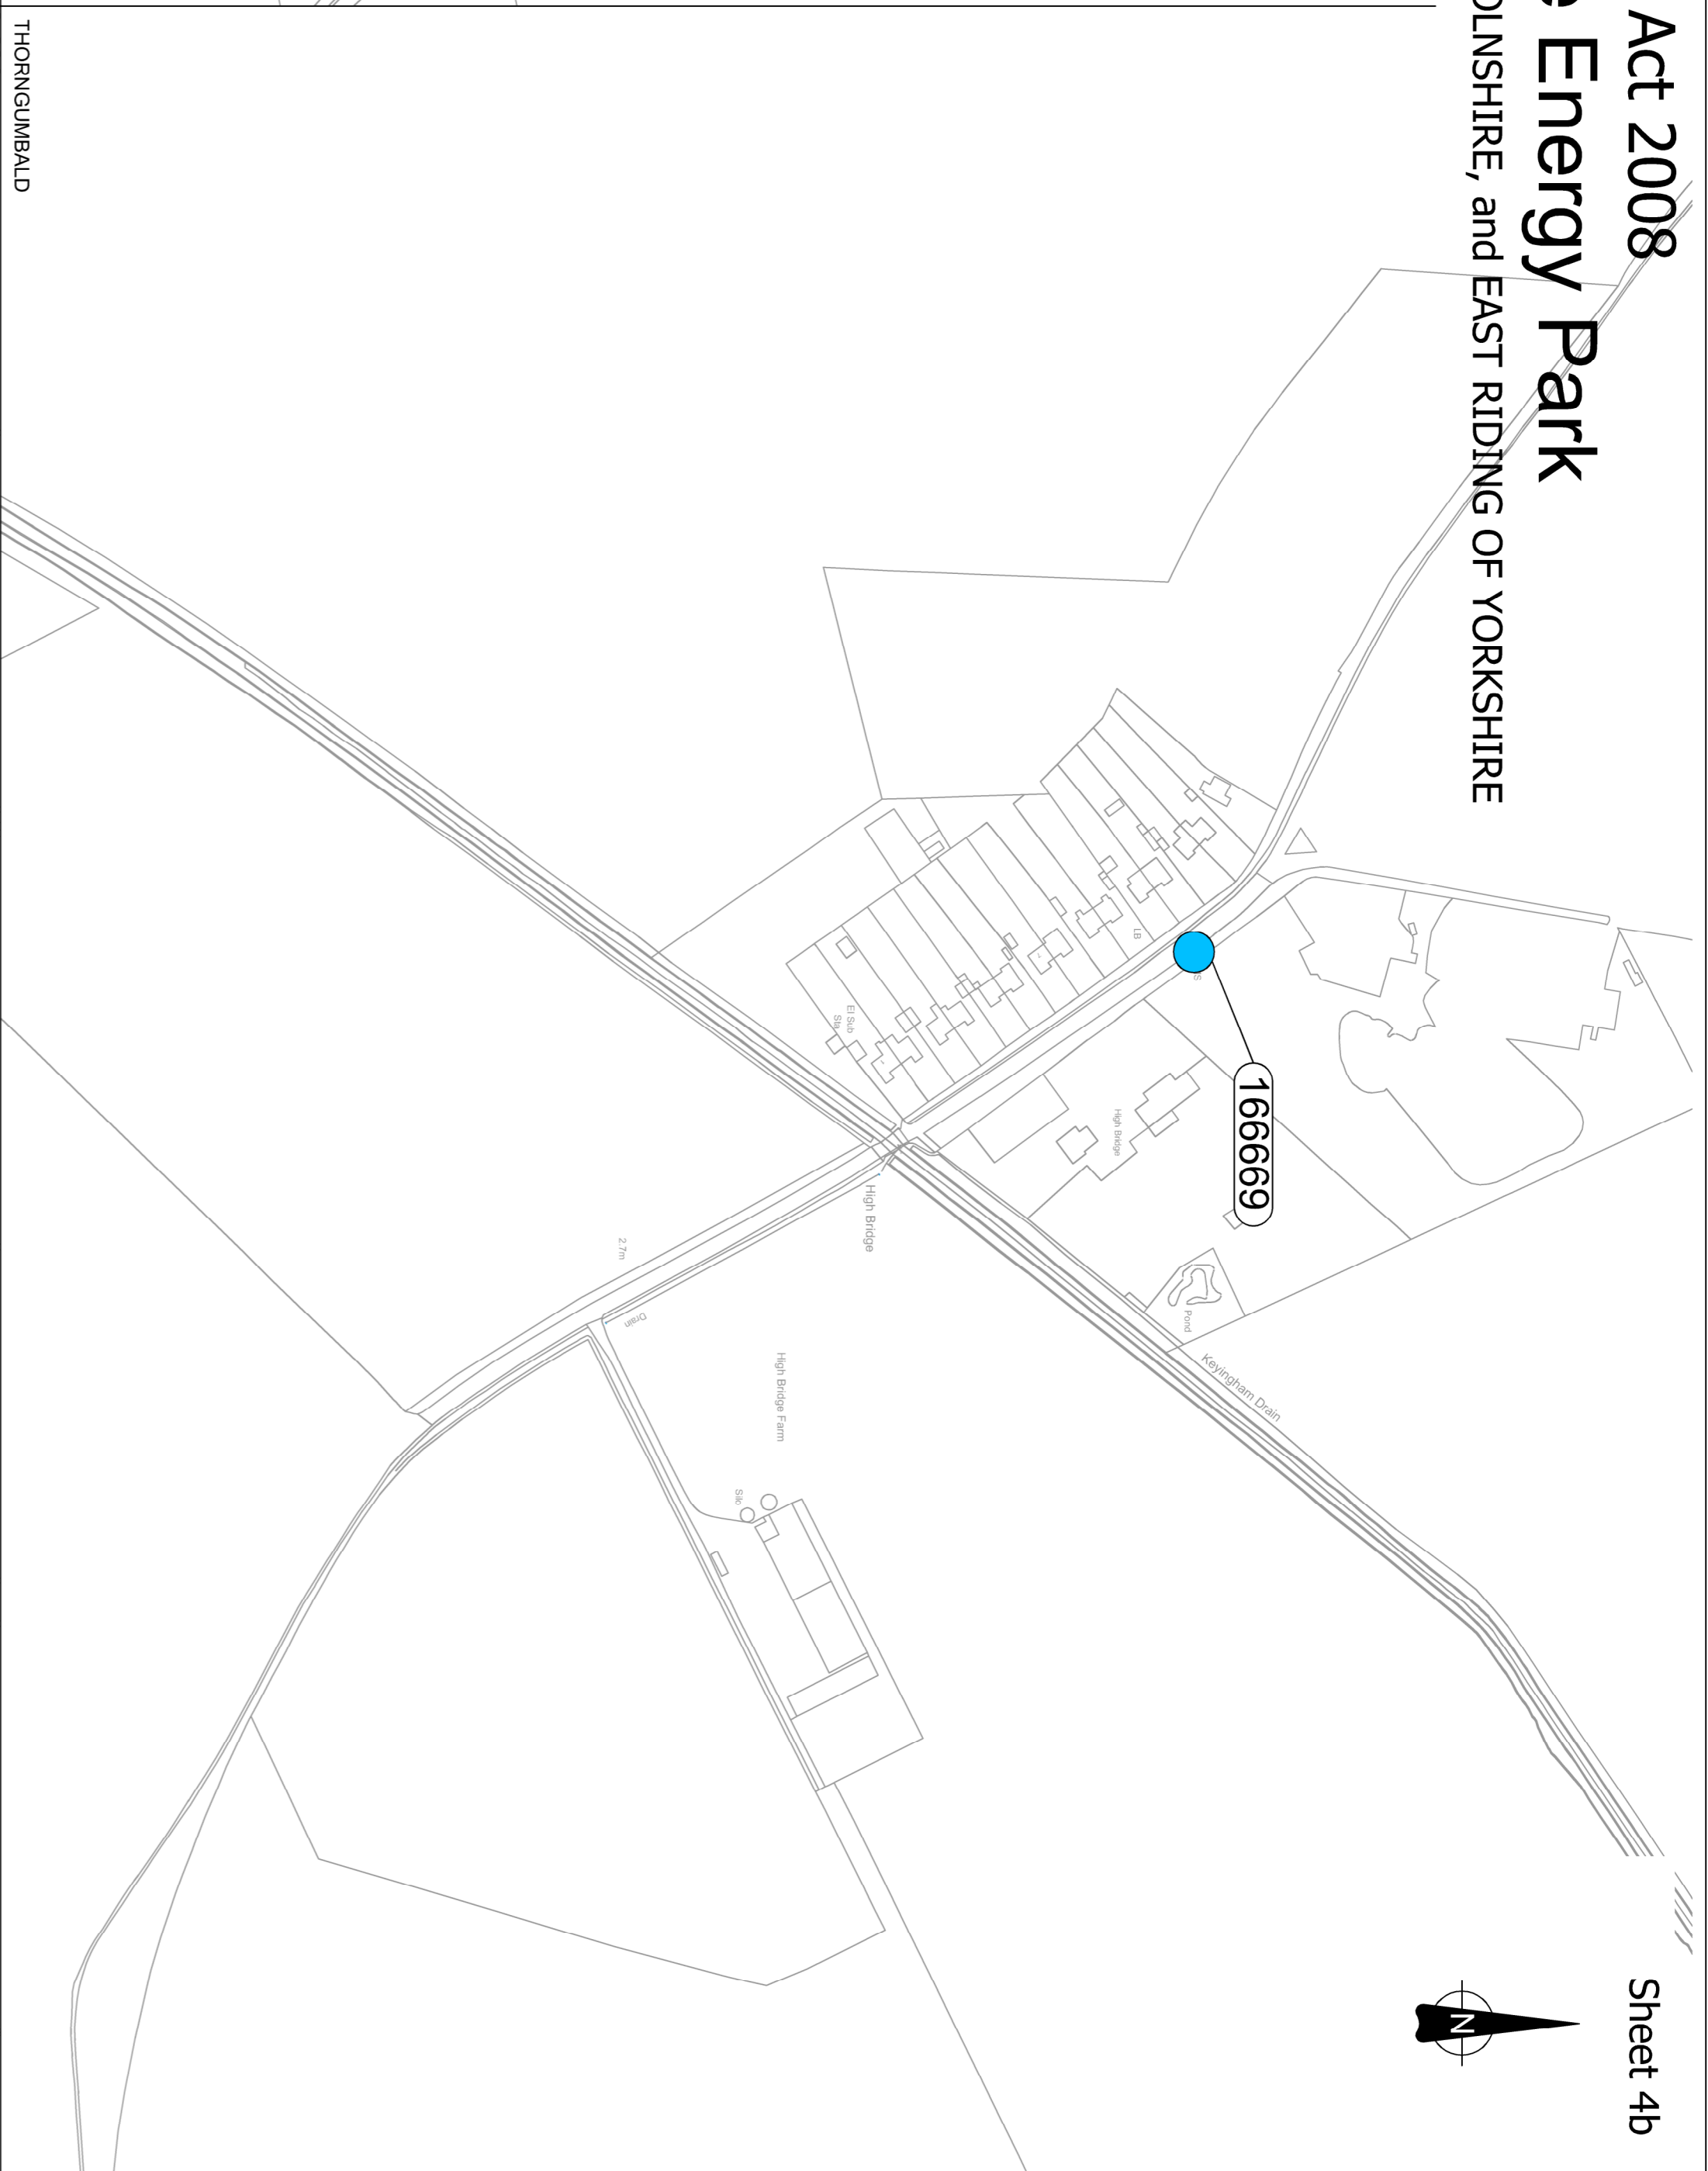 Act 2008
Energy Park
OLNSHIRE, and EAST RIDING OF YORKSHIRE
Sheet 4b
N
166669
LB
El Sub
Sta
High Bridge
Pond
Keyingham Drain
High Bridge
2.7m
Drain
High Bridge Farm
Silo
THORNGUMBALD